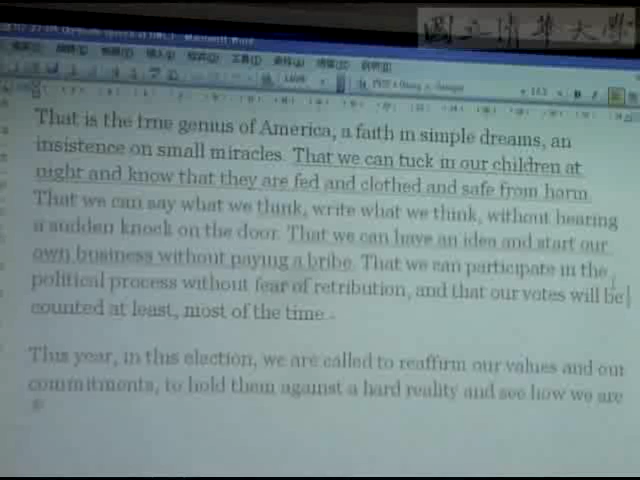 國立清華大學
Microsoft Word
That is the true genius of America, a faith in simple dreams, an
insistence on small miracles. That we can tuck in our children at
night and know that they are fed and clothed and safe from harm.
That we can say what we think, write what we think, without hearing
a sudden knock on the door. That we can have an idea and start our
own business without paying a bribe. That we can participate in the
political process without fear of retribution, and that our votes will be
counted at least, most of the time.
This year, in this election, we are called to reaffirm our values and our
commitments, to hold them against a hard reality and see how we are